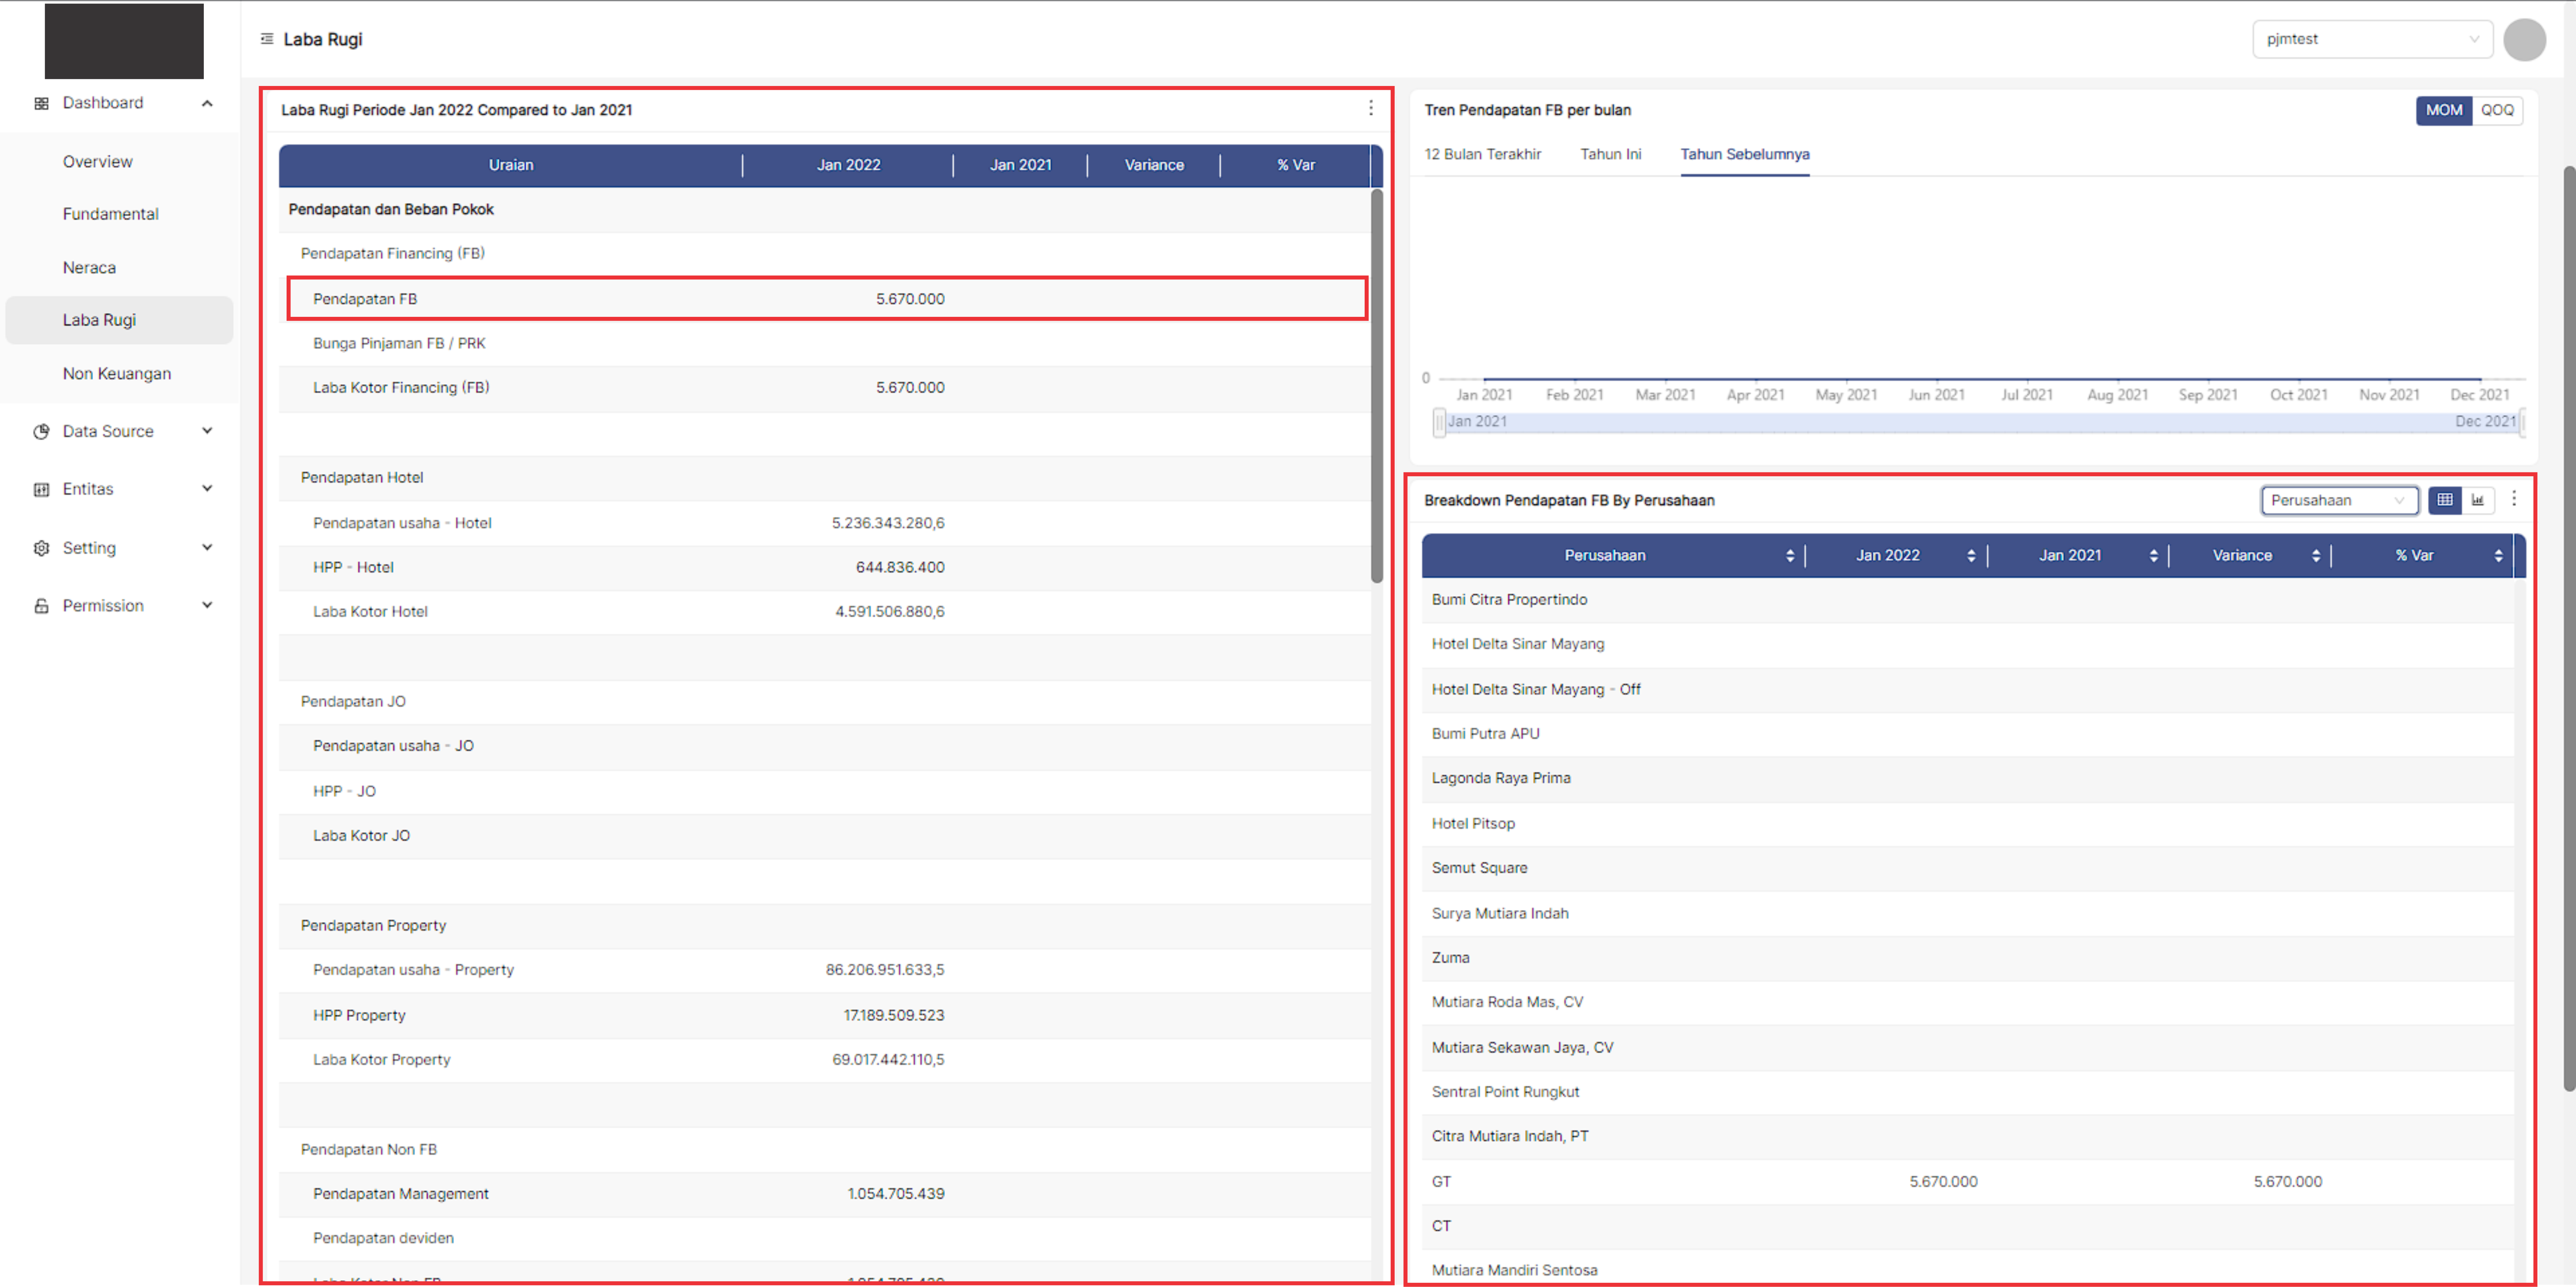 Laba Rugi
pjmtest
Dashboard
Overview
Fundamental
Neraca
Laba Rugi
Non Keuangan
Data Source
Entitas
Setting
Permission
Laba Rugi Periode Jan 2022 Compared to Jan 2021
Uraian Jan 2022 Jan 2021 Variance % Var
Pendapatan dan Beban Pokok
Pendapatan Financing (FB)
Pendapatan FB 5.670.000
Bunga Pinjaman FB / PRK
Laba Kotor Financing (FB) 5.670.000
Pendapatan Hotel
Pendapatan usaha - Hotel 5.236.343.280,6
HPP - Hotel 644.836.400
Laba Kotor Hotel 4.591.506.880,6
Pendapatan JO
Pendapatan usaha - JO
HPP - JO
Laba Kotor JO
Pendapatan Property
Pendapatan usaha - Property 86.206.951.633,5
HPP Property 17.189.509.523
Laba Kotor Property 69.017.442.110,5
Pendapatan Non FB
Pendapatan Management 1.054.705.439
Pendapatan deviden
Laba Kotor Non FB 1.054.705.439
Tren Pendapatan FB per bulan
MOM QOQ
12 Bulan Terakhir Tahun Ini Tahun Sebelumnya
0
Jan 2021 Feb 2021 Mar 2021 Apr 2021 May 2021 Jun 2021 Jul 2021 Aug 2021 Sep 2021 Oct 2021 Nov 2021 Dec 2021
Jan 2021 Dec 2021
Breakdown Pendapatan FB By Perusahaan
Perusahaan
Perusahaan Jan 2022 Jan 2021 Variance % Var
Bumi Citra Propertindo
Hotel Delta Sinar Mayang
Hotel Delta Sinar Mayang - Off
Bumi Putra APU
Lagonda Raya Prima
Hotel Pitsop
Semut Square
Surya Mutiara Indah
Zuma
Mutiara Roda Mas, CV
Mutiara Sekawan Jaya, CV
Sentral Point Rungkut
Citra Mutiara Indah, PT
GT 5.670.000 5.670.000
CT
Mutiara Mandiri Sentosa